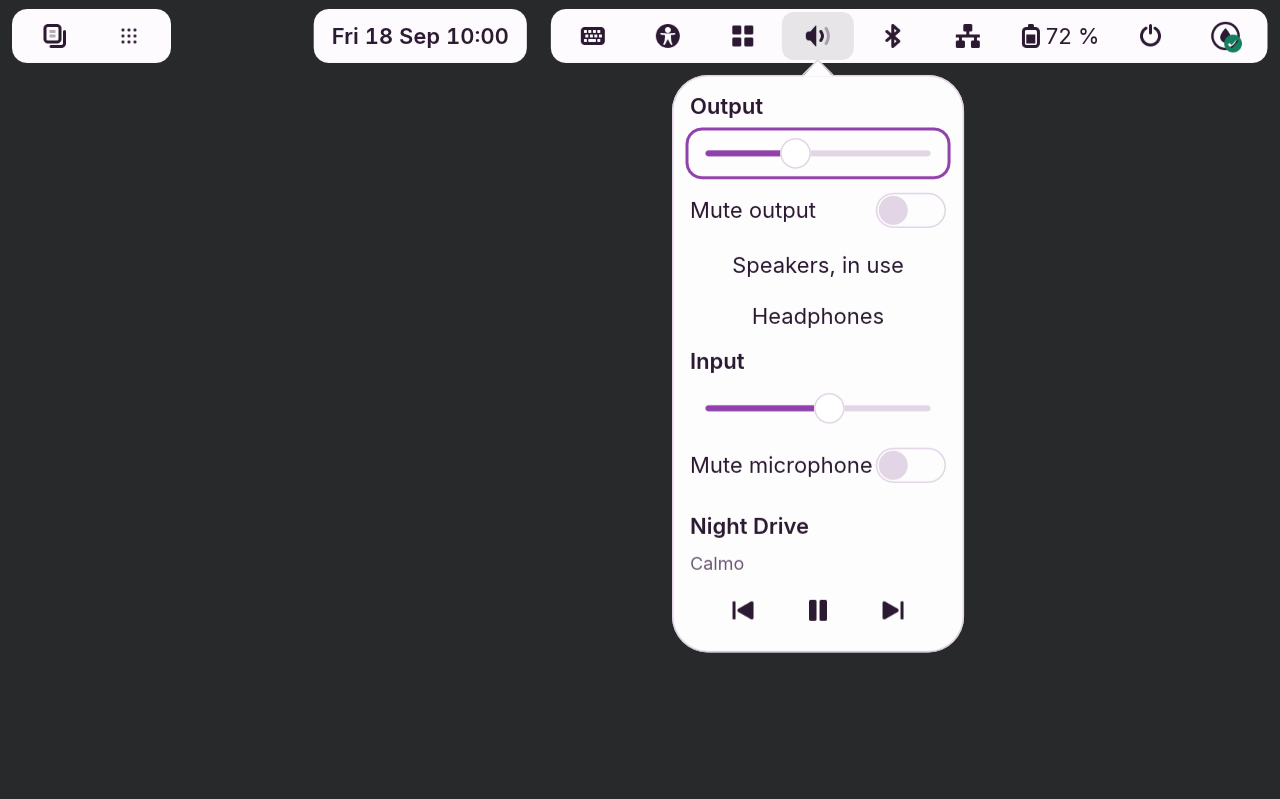 Fri 18 Sep 10:00
72 %
Output
Mute output
Speakers, in use
Headphones
Input
Mute microphone
Night Drive
Calmo